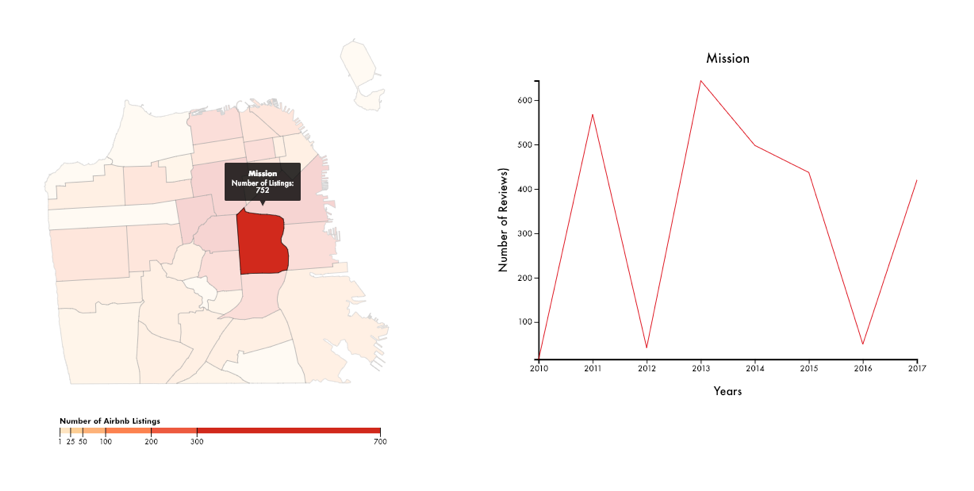 Mission
Number of Listings:
752
Number of Airbnb Listings
1 25 50 100 200 300 700
Mission
Number of Reviews)
600
500
400
300
200
100
2010 2011 2012 2013 2014 2015 2016 2017
Years